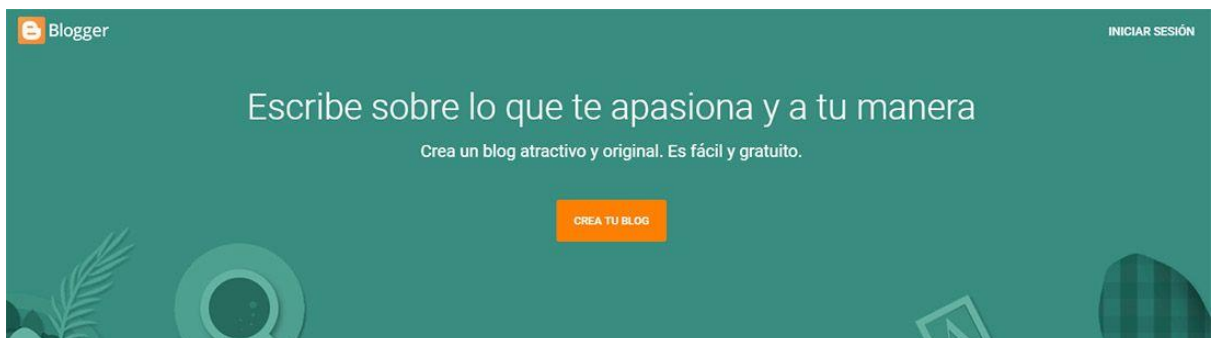 Blogger
INICIAR SESIÓN
Escribe sobre lo que te apasiona y a tu manera
Crea un blog atractivo y original. Es fácil y gratuito.
CREA TU BLOG